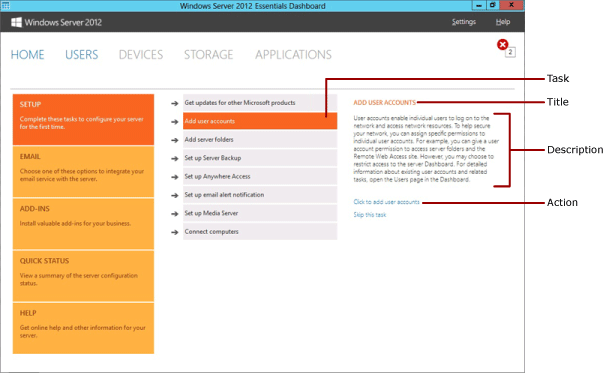 Windows Server 2012 Essentials Dashboard
Windows Server 2012
Settings
Help
HOME
USERS
DEVICES
STORAGE
APPLICATIONS
2
SETUP
Complete these tasks to configure your server
for the first time.
EMAIL
Choose one of these options to integrate your
email service with the server.
ADD-INS
Install valuable add-ins for your business.
QUICK STATUS
View a summary of the server configuration
status.
HELP
Get online help and other information for your
server.
Get updates for other Microsoft products
Add user accounts
Add server folders
Set up Server Backup
Set up Anywhere Access
Set up email alert notification
Set up Media Server
Connect computers
ADD USER ACCOUNTS
User accounts enable individual users to log on to the
network and access network resources. To help secure
your network, you can assign specific permissions to
individual user accounts. For example, you can give a user
account permission to access server folders and the
Remote Web Access site. However, you may choose to
restrict access to the server Dashboard. For detailed
information about existing user accounts and related
tasks, open the Users page in the Dashboard.
Click to add user accounts
Skip this task
Task
Title
Description
Action